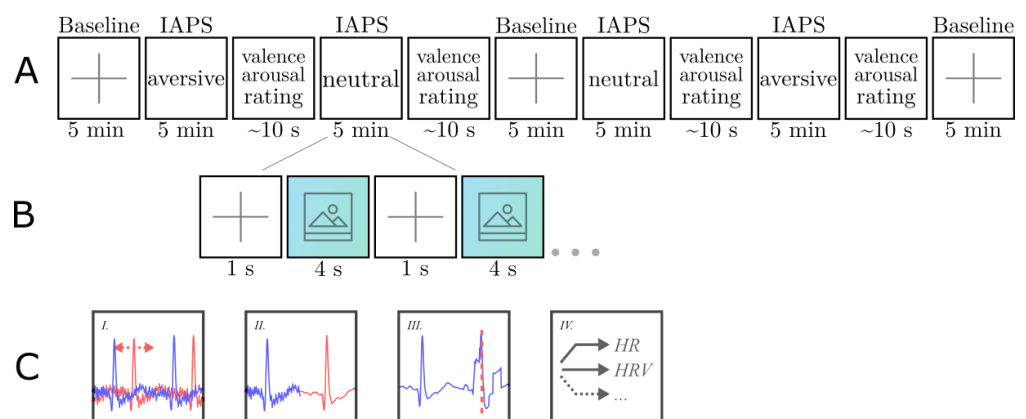 Baseline IAPS IAPS Baseline IAPS IAPS Baseline
A
aversive
valence
arousal
rating
neutral
valence
arousal
rating
neutral
valence
arousal
rating
aversive
valence
arousal
rating
5 min 5 min ~10 s 5 min ~10 s 5 min 5 min ~10 s 5 min ~10 s 5 min
B
1 s 4 s 1 s 4 s
C
I.
II.
III.
IV.
HR
HRV
...